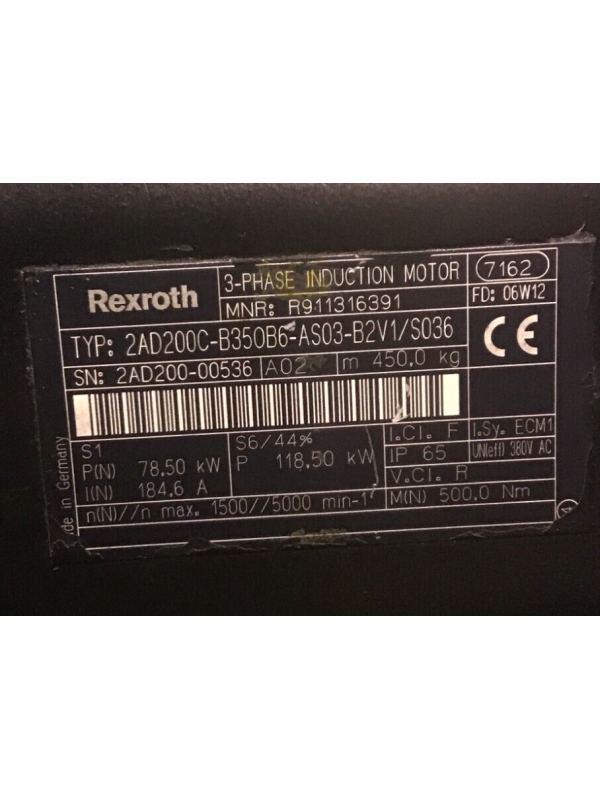 Rexroth
3-PHASE INDUCTION MOTOR
7162
MNR: R911316391
FD: 06W12
TYP: 2AD200C-B350B6-AS03-B2V1/S036
CE
SN: 2AD200-00536 A02 m 450,0 kg
S1
P(N) 78.50 kW
I(N) 184.6 A
S6/44%
P 118,50 kW
I.Cl. F
IP 65
V.Cl. R
I.Sy. ECM1
UN(eff) 380V AC
M(N) 500.0 Nm
n(N)//n max. 1500//5000 min-1
in Germany